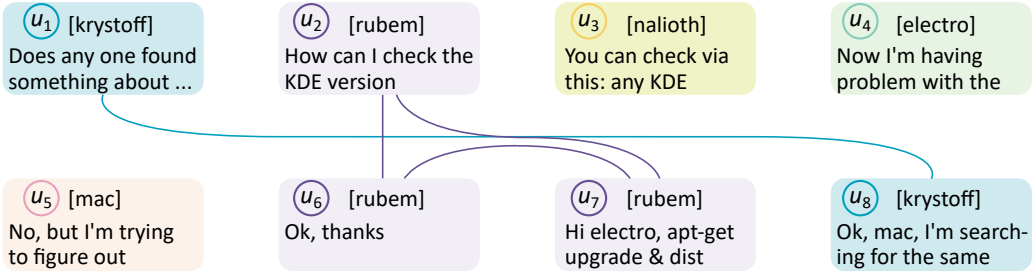 u1 [krystoff]
Does any one found
something about ...
u2 [rubem]
How can I check the
KDE version
u3 [nalioth]
You can check via
this: any KDE
u4 [electro]
Now I'm having
problem with the
u5 [mac]
No, but I'm trying
to figure out
u6 [rubem]
Ok, thanks
u7 [rubem]
Hi electro, apt-get
upgrade & dist
u8 [krystoff]
Ok, mac, I'm search-
ing for the same